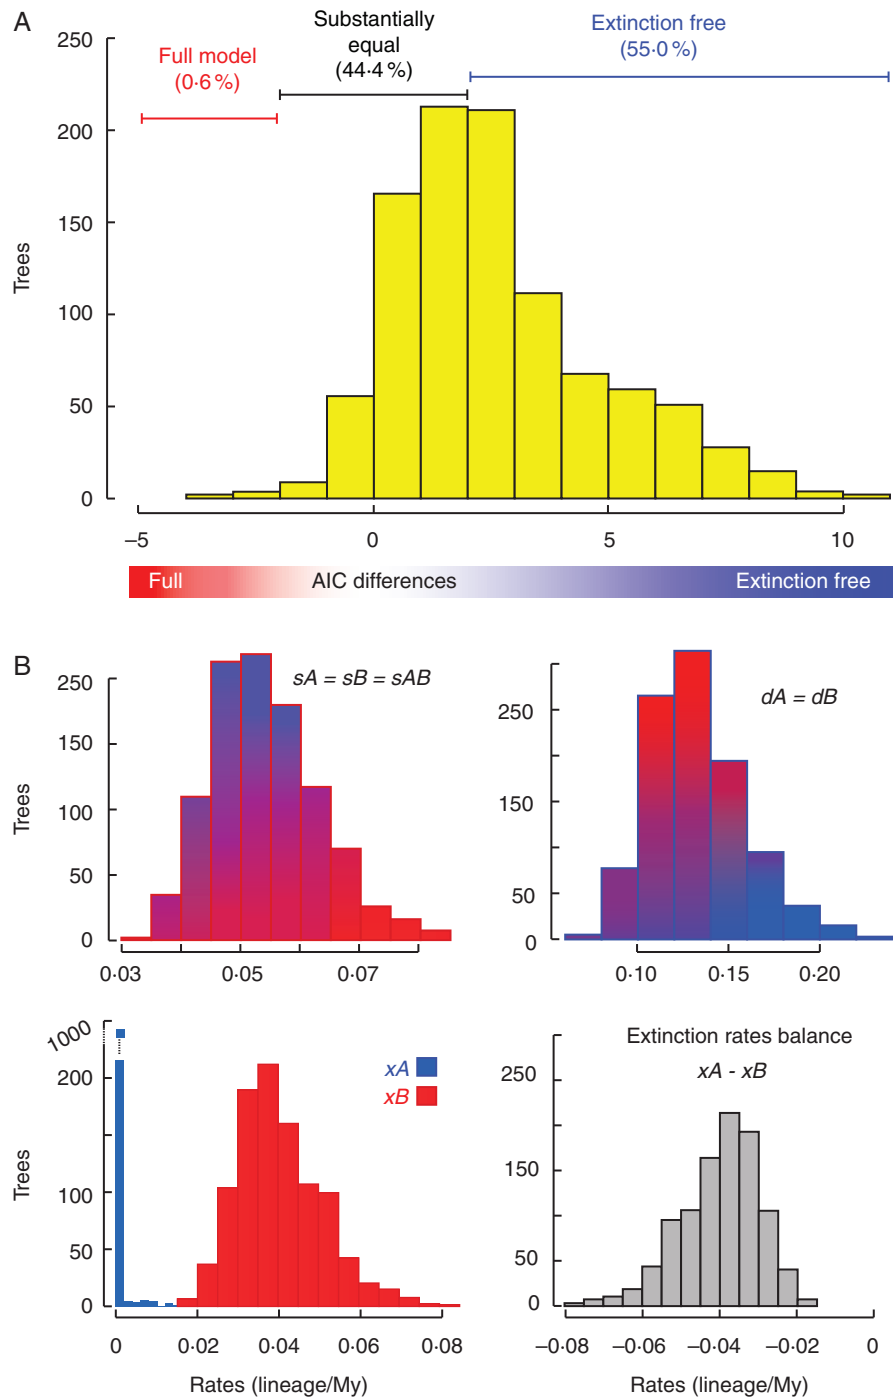 A
Full model
(0·6 %)
Substantially
equal
(44·4 %)
Extinction free
(55·0 %)
250
200
150
100
50
0
Trees
–5
0
5
10
Full
AIC differences
Extinction free
B
sA = sB = sAB
250
150
100
50
0
Trees
0·03
0·05
0·07
dA = dB
250
150
50
0
0·10
0·15
0·20
1000
200
100
50
0
Trees
xA
xB
0
0·02
0·04
0·06
0·08
Rates (lineage/My)
Extinction rates balance
xA - xB
250
150
50
0
–0·08
–0·06
–0·04
–0·02
0
Rates (lineage/My)